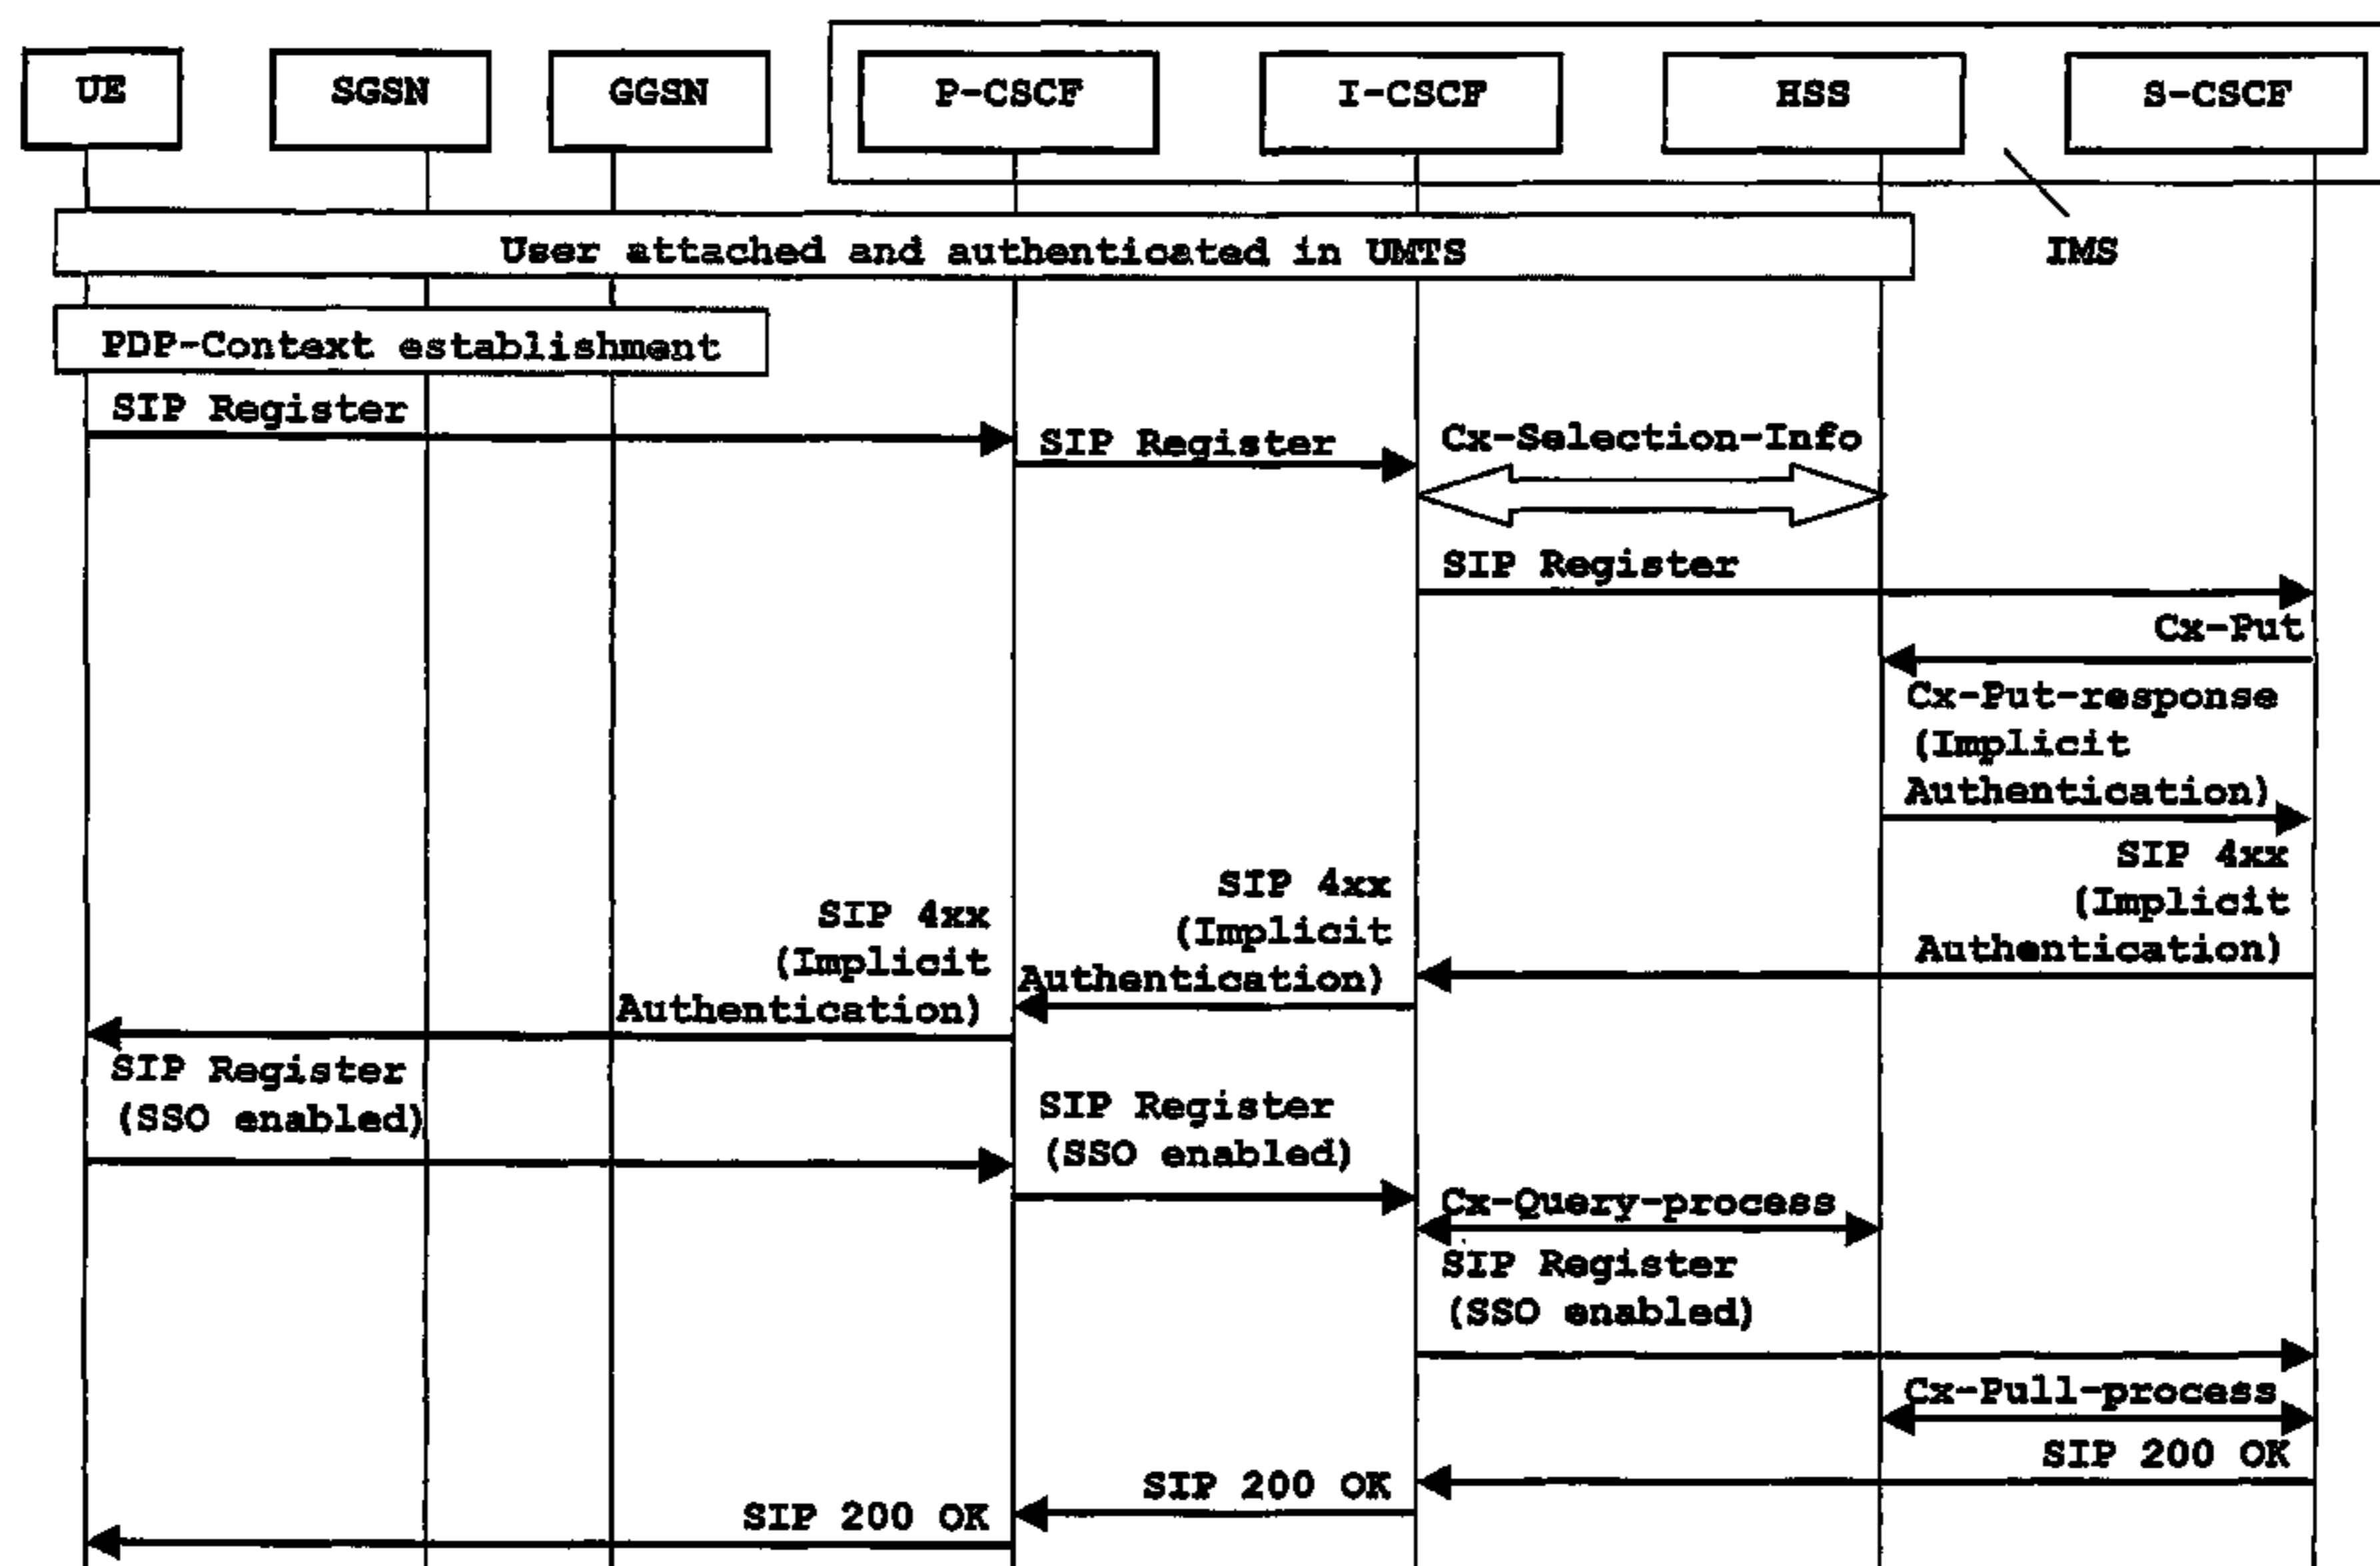 UE
SGSN
GGSN
P-CSCF
I-CSCF
HSS
S-CSCF
User attached and authenticated in UMTS
IMS
PDP-Context establishment
SIP Register
SIP Register
Cx-Selection-Info
SIP Register
Cx-Put
Cx-Put-response
(Implicit
Authentication)
SIP 4xx
(Implicit
Authentication)
SIP 4xx
(Implicit
Authentication)
SIP 4xx
(Implicit
Authentication)
SIP Register
(SSO enabled)
SIP Register
(SSO enabled)
Cx-Query-process
SIP Register
(SSO enabled)
Cx-Pull-process
SIP 200 OK
SIP 200 OK
SIP 200 OK